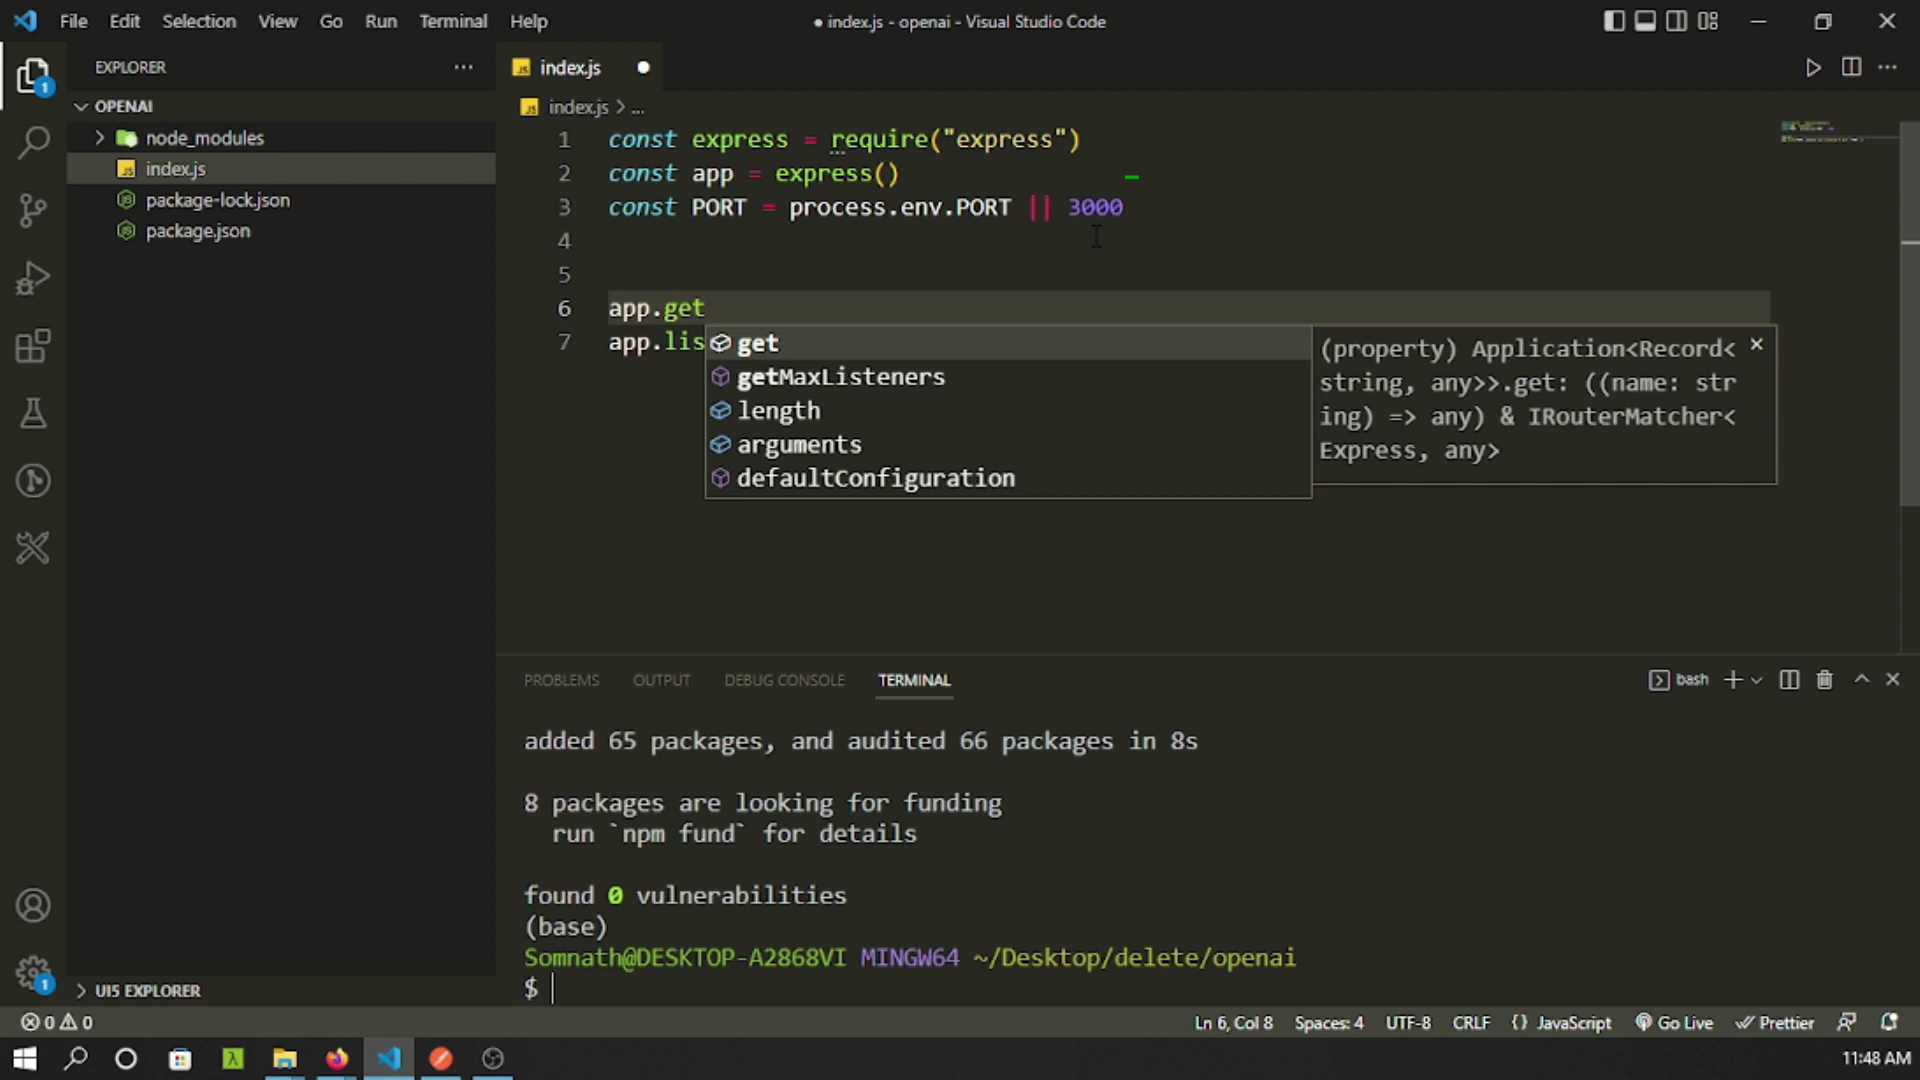 File Edit Selection View Go Run Terminal Help
● index.js - openai - Visual Studio Code
EXPLORER
OPENAI
node_modules
index.js
package-lock.json
package.json
UI5 EXPLORER
index.js
index.js > ...
1 const express = require("express")
2 const app = express()
3 const PORT = process.env.PORT || 3000
4
5
6 app.get
7 app.lis
get
getMaxListeners
length
arguments
defaultConfiguration
(property) Application<Record<
string, any>>.get: ((name: str
ing) => any) & IRouterMatcher<
Express, any>
PROBLEMS OUTPUT DEBUG CONSOLE TERMINAL
bash
added 65 packages, and audited 66 packages in 8s
8 packages are looking for funding
run `npm fund` for details
found 0 vulnerabilities
(base)
Somnath@DESKTOP-A2868VI MINGW64 ~/Desktop/delete/openai
$
1
1
0 0
Ln 6, Col 8 Spaces: 4 UTF-8 CRLF {} JavaScript Go Live Prettier
11:48 AM